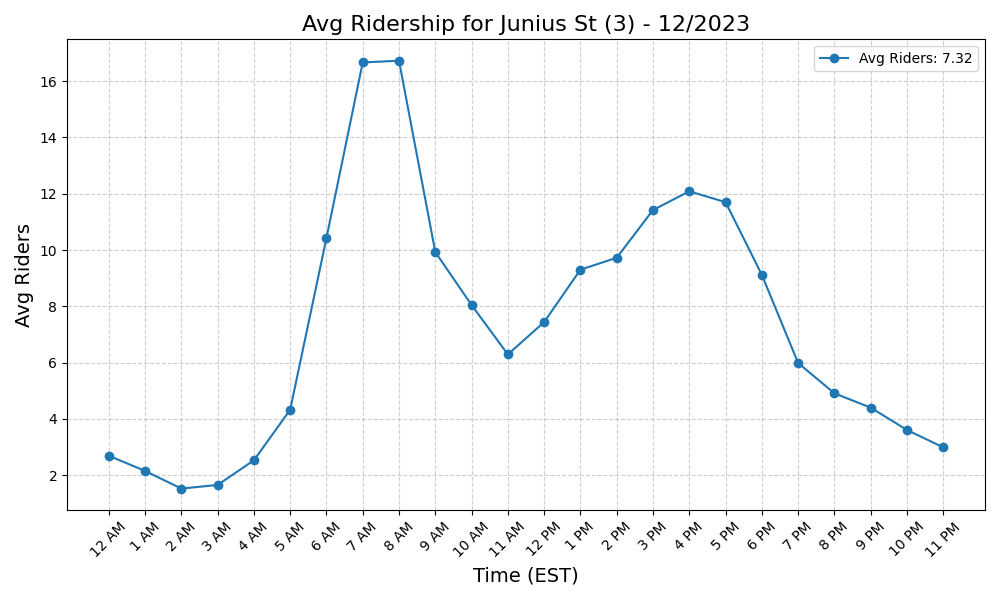 Avg Ridership for Junius St (3) - 12/2023
Avg Riders: 7.32
Avg Riders
16
14
12
10
8
6
4
2
12 AM
1 AM
2 AM
3 AM
4 AM
5 AM
6 AM
7 AM
8 AM
9 AM
10 AM
11 AM
12 PM
1 PM
2 PM
3 PM
4 PM
5 PM
6 PM
7 PM
8 PM
9 PM
10 PM
11 PM
Time (EST)